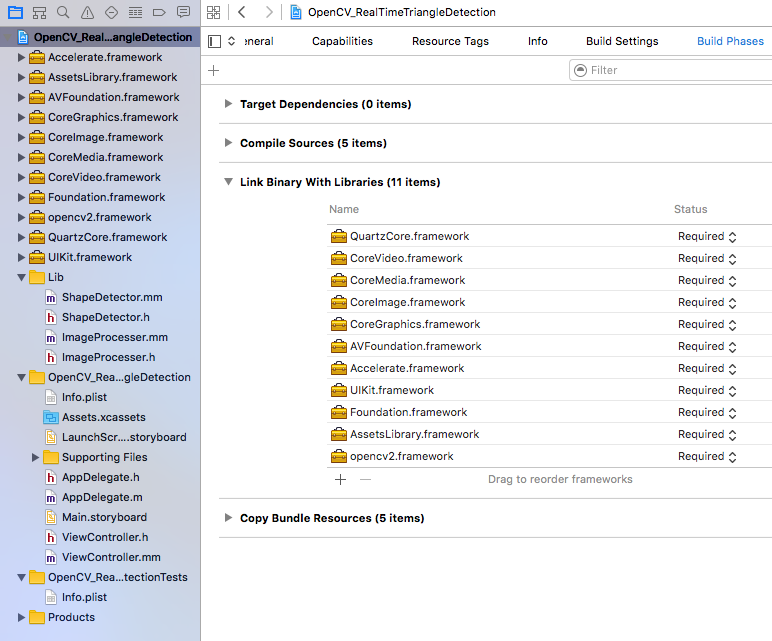 OpenCV_Real...angleDetection
Accelerate.framework
AssetsLibrary.framework
AVFoundation.framework
CoreGraphics.framework
CoreImage.framework
CoreMedia.framework
CoreVideo.framework
Foundation.framework
opencv2.framework
QuartzCore.framework
UIKit.framework
Lib
ShapeDetector.mm
ShapeDetector.h
ImageProcesser.mm
ImageProcesser.h
OpenCV_Rea...gleDetection
Info.plist
Assets.xcassets
LaunchScr....storyboard
Supporting Files
AppDelegate.h
AppDelegate.m
Main.storyboard
ViewController.h
ViewController.mm
OpenCV_Rea...tectionTests
Info.plist
Products
OpenCV_RealTimeTriangleDetection
eneral Capabilities Resource Tags Info Build Settings Build Phases
Filter
Target Dependencies (0 items)
Compile Sources (5 items)
Link Binary With Libraries (11 items)
Name Status
QuartzCore.framework Required
CoreVideo.framework Required
CoreMedia.framework Required
CoreImage.framework Required
CoreGraphics.framework Required
AVFoundation.framework Required
Accelerate.framework Required
UIKit.framework Required
Foundation.framework Required
AssetsLibrary.framework Required
opencv2.framework Required
Drag to reorder frameworks
Copy Bundle Resources (5 items)